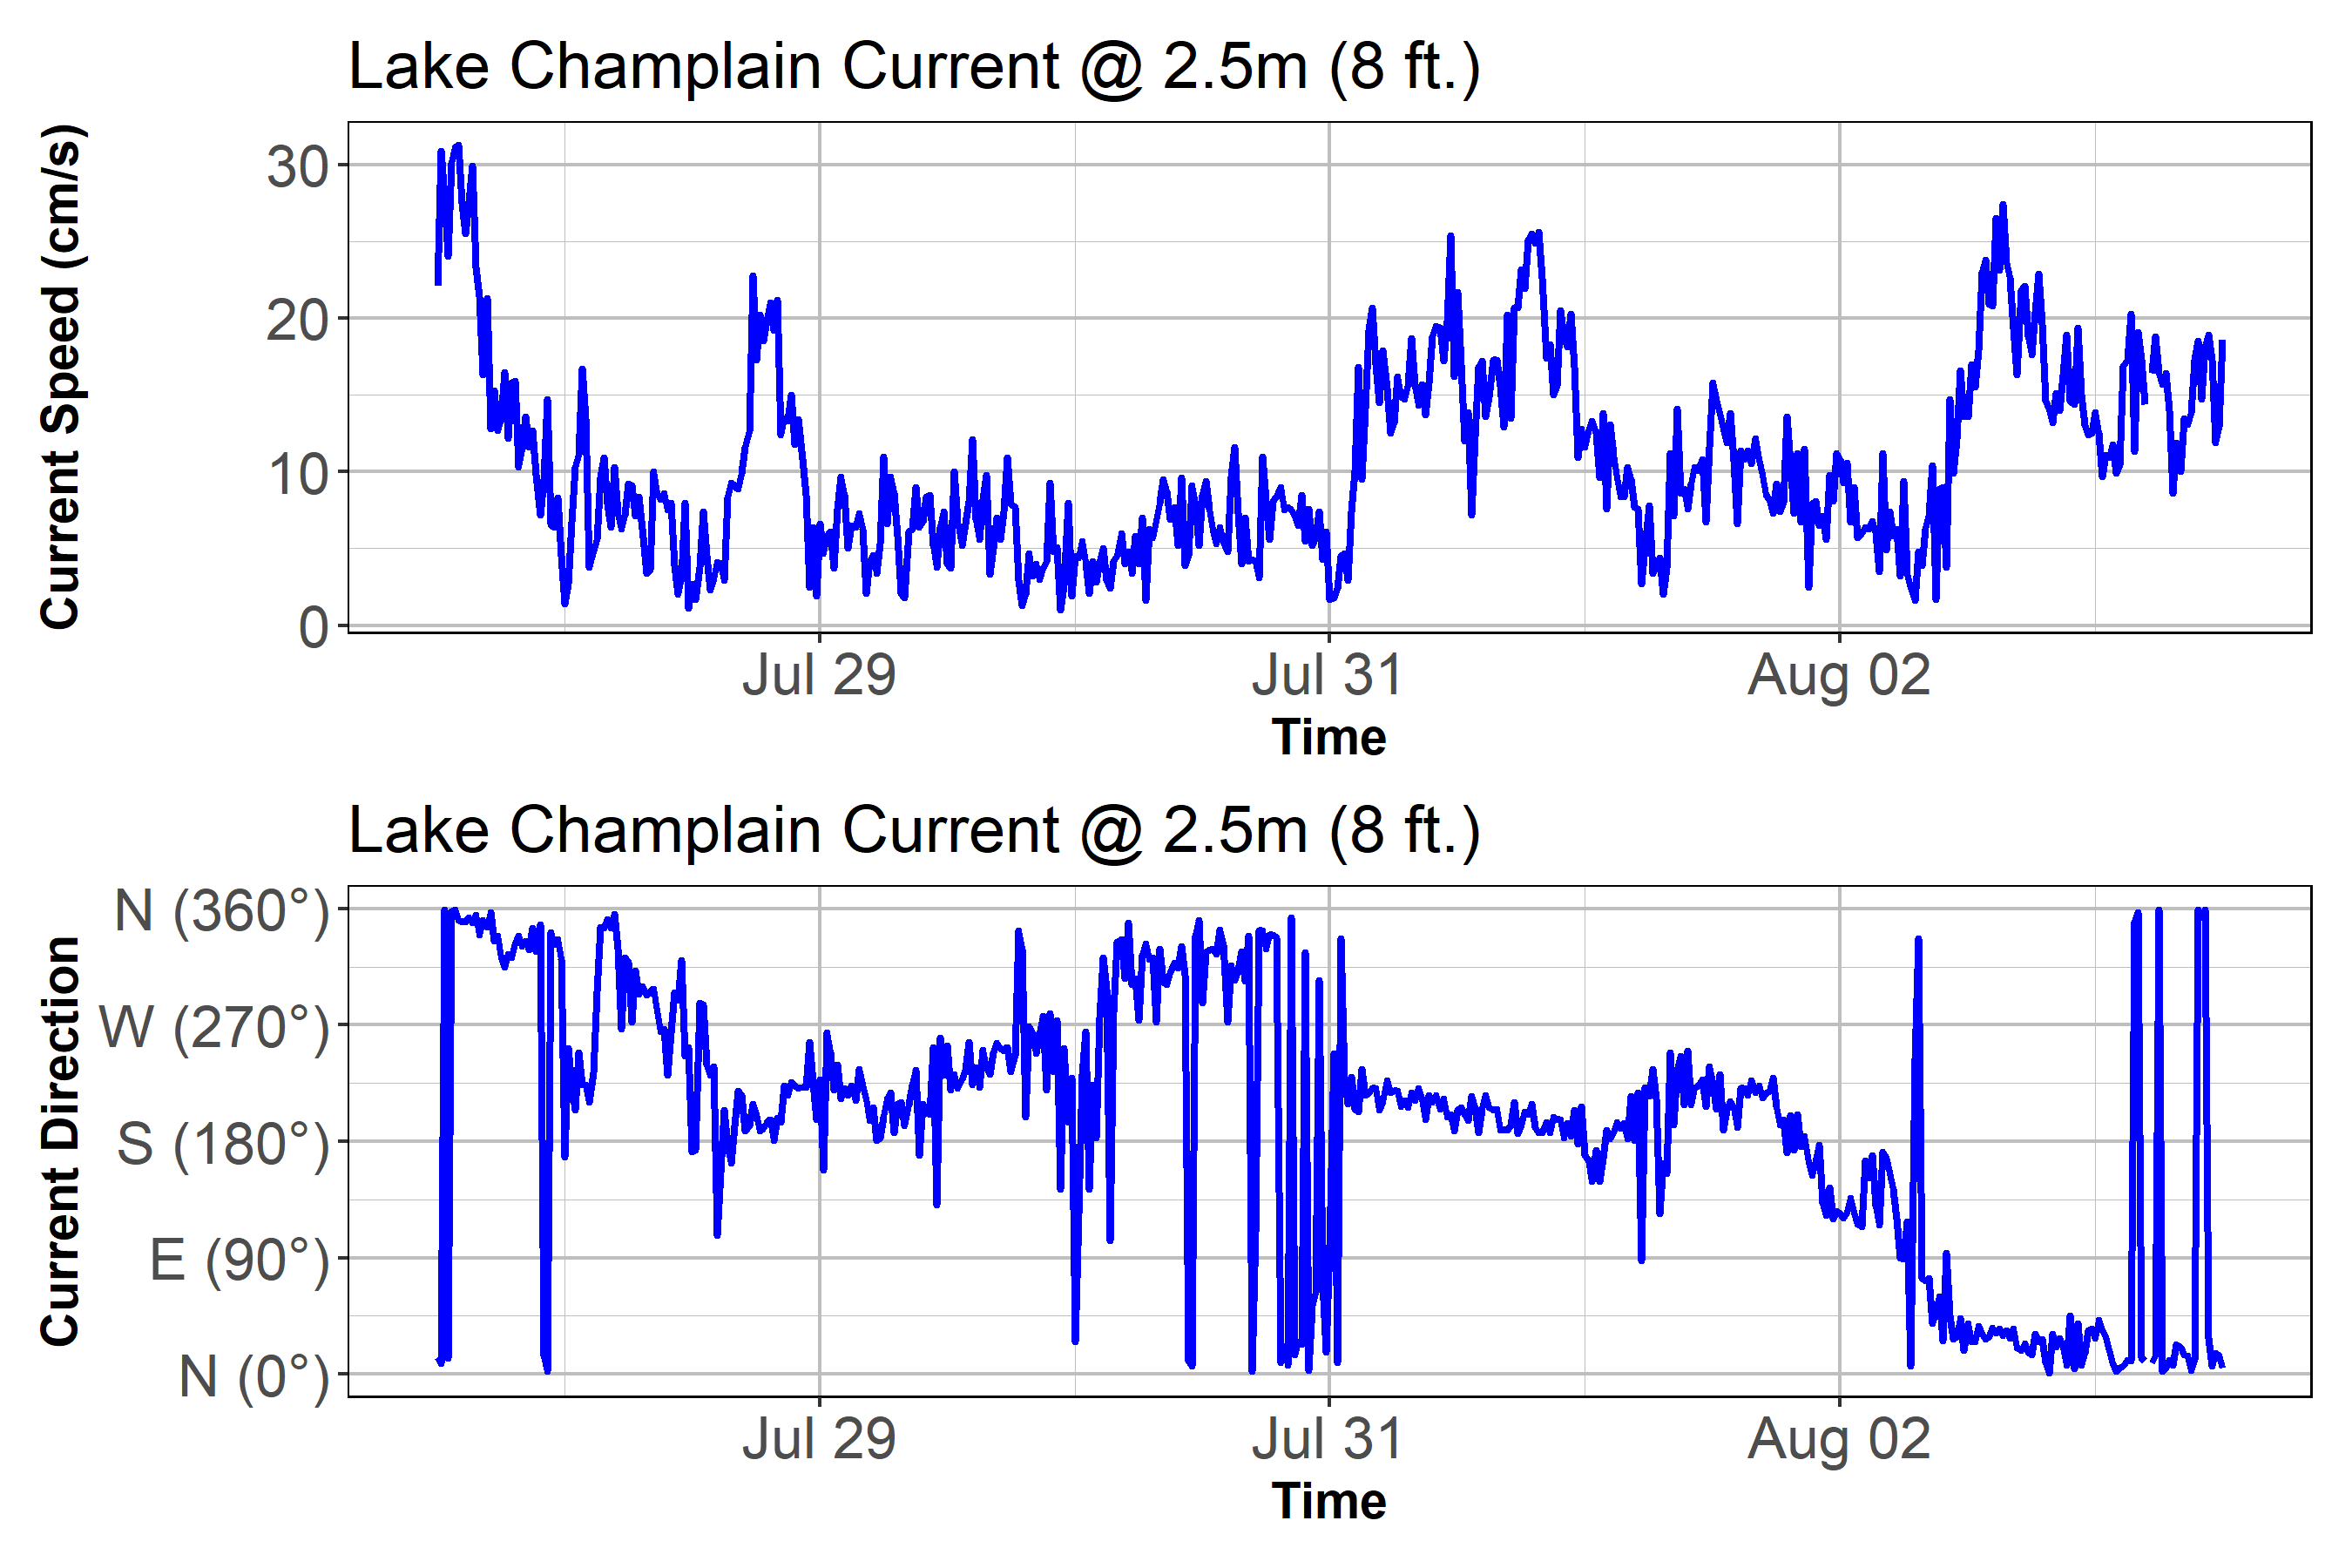 Lake Champlain Current @ 2.5m (8 ft.)
Current Speed (cm/s)
30
20
10
0
Jul 29
Jul 31
Aug 02
Time
Lake Champlain Current @ 2.5m (8 ft.)
Current Direction
N (360°)
W (270°)
S (180°)
E (90°)
N (0°)
Jul 29
Jul 31
Aug 02
Time